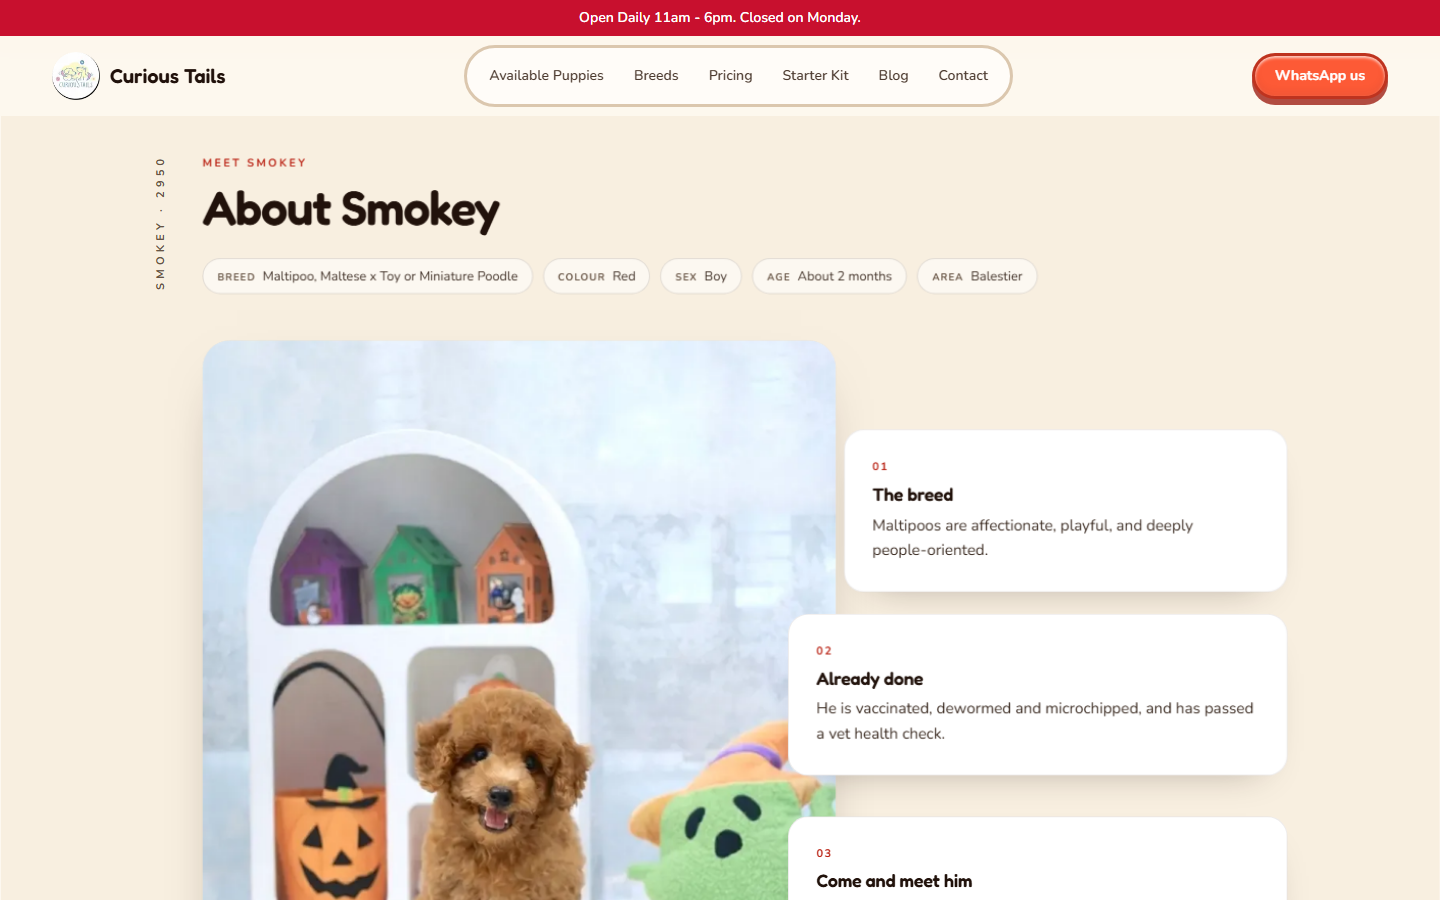 Open Daily 11am - 6pm. Closed on Monday.
Curious Tails
Available Puppies
Breeds
Pricing
Starter Kit
Blog
Contact
WhatsApp us
SMOKEY · 2950
MEET SMOKEY
About Smokey
BREED Maltipoo, Maltese x Toy or Miniature Poodle
COLOUR Red
SEX Boy
AGE About 2 months
AREA Balestier
01
The breed
Maltipoos are affectionate, playful, and deeply
people-oriented.
02
Already done
He is vaccinated, dewormed and microchipped, and has passed
a vet health check.
03
Come and meet him